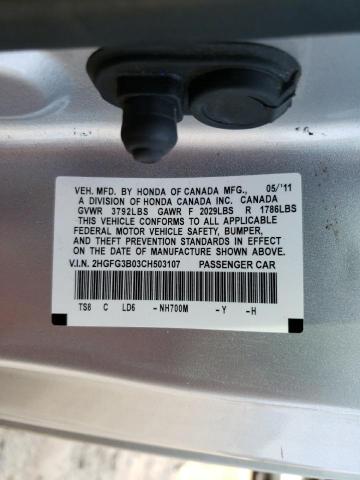 VEH. MFD. BY HONDA OF CANADA MFG., 05/'11
A DIVISION OF HONDA CANADA INC. CANADA
GVWR 3792LBS GAWR F 2029LBS R 1786LBS
THIS VEHICLE CONFORMS TO ALL APPLICABLE
FEDERAL MOTOR VEHICLE SAFETY, BUMPER,
AND THEFT PREVENTION STANDARDS IN EFFECT
ON THE DATE OF MANUFACTURE SHOWN ABOVE.
V.I.N. 2HGFG3B03CH503107 PASSENGER CAR
TS8 C LD6 -NH700M -Y -H